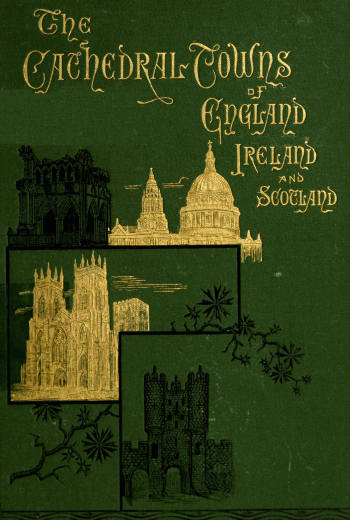 The
Cathedral Towns
of
England
Ireland
and
Scotland